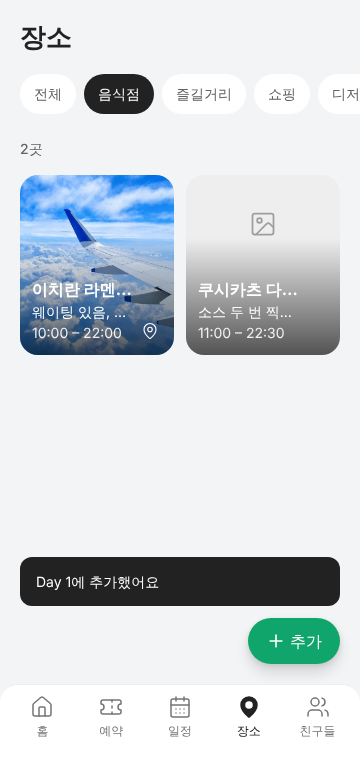 장소
전체
음식점
즐길거리
쇼핑
디저
2곳
이치란 라멘...
웨이팅 있음, ...
10:00 – 22:00
쿠시카츠 다...
소스 두 번 찍...
11:00 – 22:30
Day 1에 추가했어요
추가
홈
예약
일정
장소
친구들